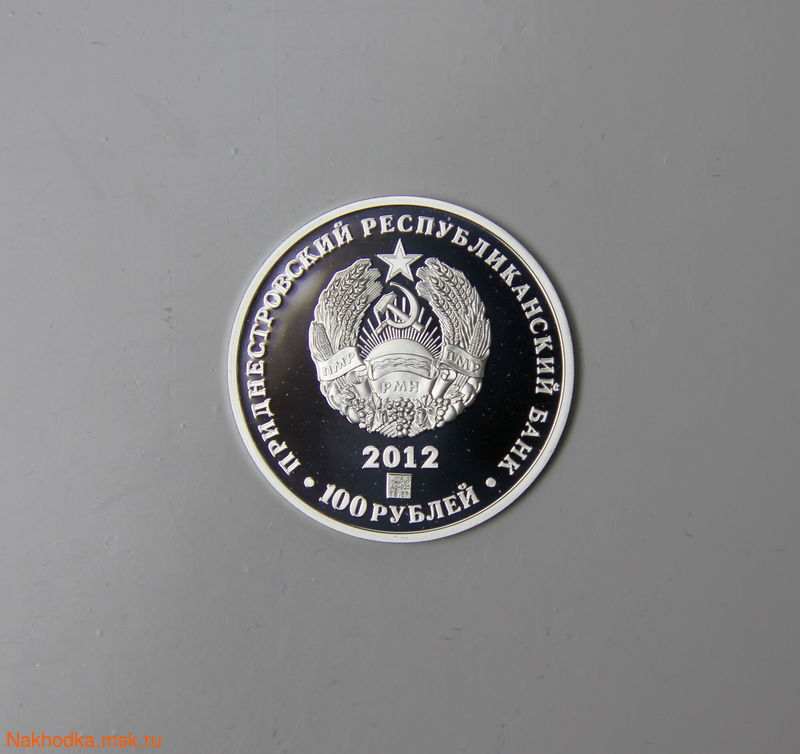 ПРИДНЕСТРОВСКИЙ РЕСПУБЛИКАНСКИЙ БАНК
ПМР РМН ПМР
2012
• 100 РУБЛЕЙ •
Nakhodka.msk.ru